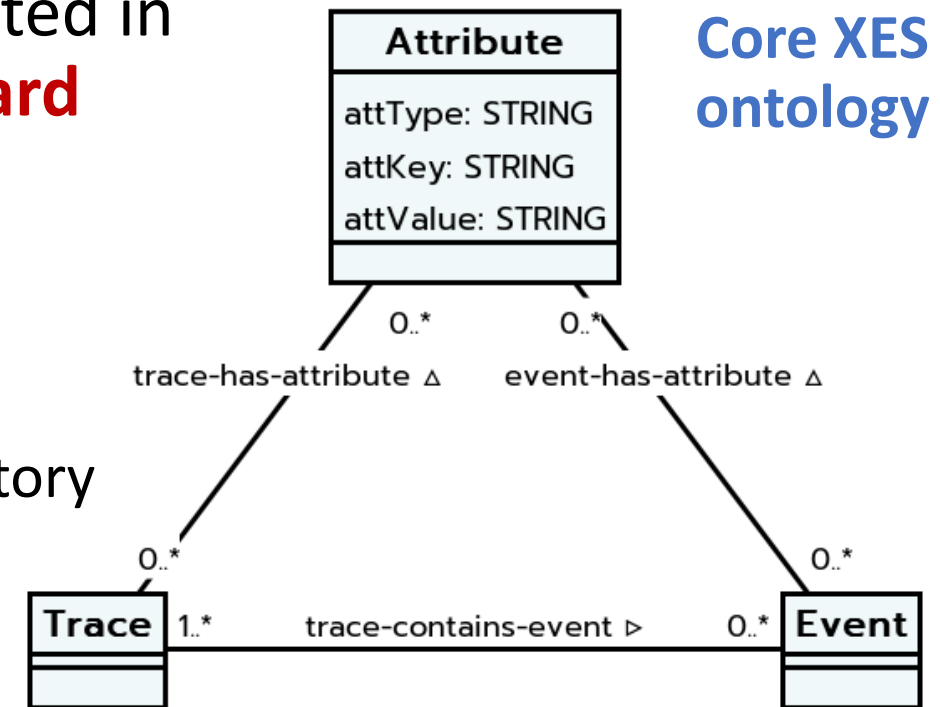 ted in
ard
tory
Core XES
ontology
Attribute
attType: STRING
attKey: STRING
attValue: STRING
0..*
0..*
trace-has-attribute △
event-has-attribute △
0..*
0..*
Trace
1..*
trace-contains-event ▷
0..*
Event